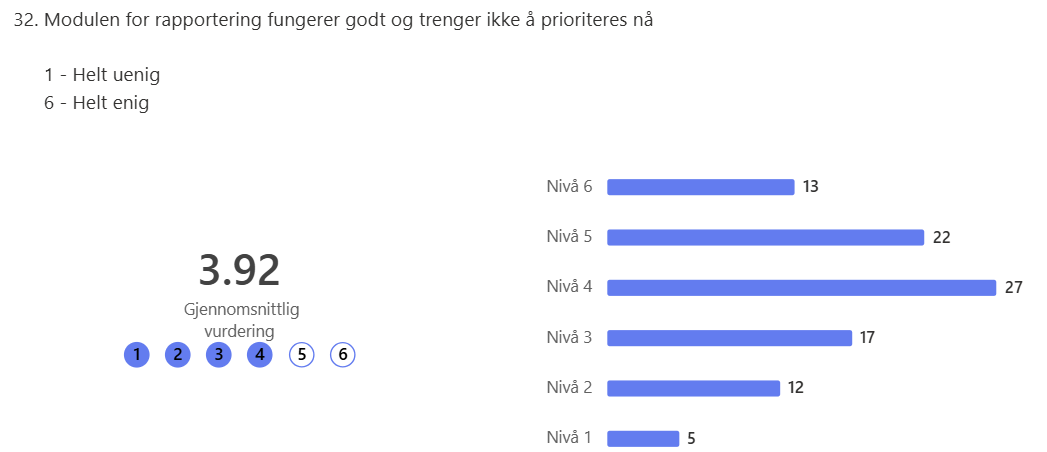 32. Modulen for rapportering fungerer godt og trenger ikke å prioriteres nå
1 - Helt uenig
6 - Helt enig
3.92
Gjennomsnittlig
vurdering
1 2 3 4 5 6
Nivå 6 13
Nivå 5 22
Nivå 4 27
Nivå 3 17
Nivå 2 12
Nivå 1 5